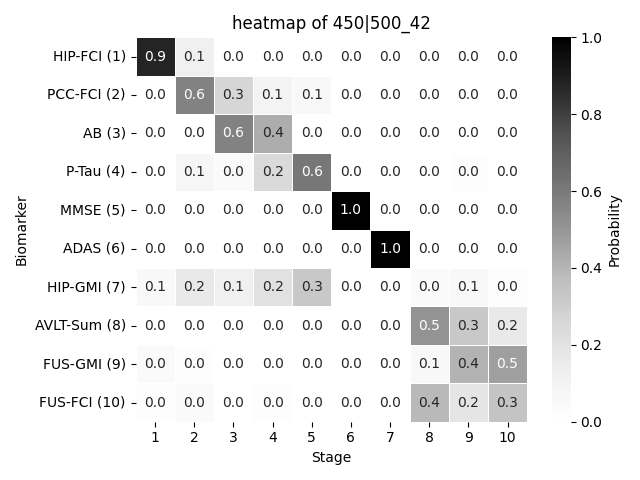 heatmap of 450|500_42
HIP-FCI (1) 0.9 0.1 0.0 0.0 0.0 0.0 0.0 0.0 0.0 0.0
PCC-FCI (2) 0.0 0.6 0.3 0.1 0.1 0.0 0.0 0.0 0.0 0.0
AB (3) 0.0 0.0 0.6 0.4 0.0 0.0 0.0 0.0 0.0 0.0
P-Tau (4) 0.0 0.1 0.0 0.2 0.6 0.0 0.0 0.0 0.0 0.0
MMSE (5) 0.0 0.0 0.0 0.0 0.0 1.0 0.0 0.0 0.0 0.0
ADAS (6) 0.0 0.0 0.0 0.0 0.0 0.0 1.0 0.0 0.0 0.0
HIP-GMI (7) 0.1 0.2 0.1 0.2 0.3 0.0 0.0 0.0 0.1 0.0
AVLT-Sum (8) 0.0 0.0 0.0 0.0 0.0 0.0 0.0 0.5 0.3 0.2
FUS-GMI (9) 0.0 0.0 0.0 0.0 0.0 0.0 0.0 0.1 0.4 0.5
FUS-FCI (10) 0.0 0.0 0.0 0.0 0.0 0.0 0.0 0.4 0.2 0.3
1 2 3 4 5 6 7 8 9 10
Stage
Biomarker
1.0
0.8
0.6
0.4
0.2
0.0
Probability